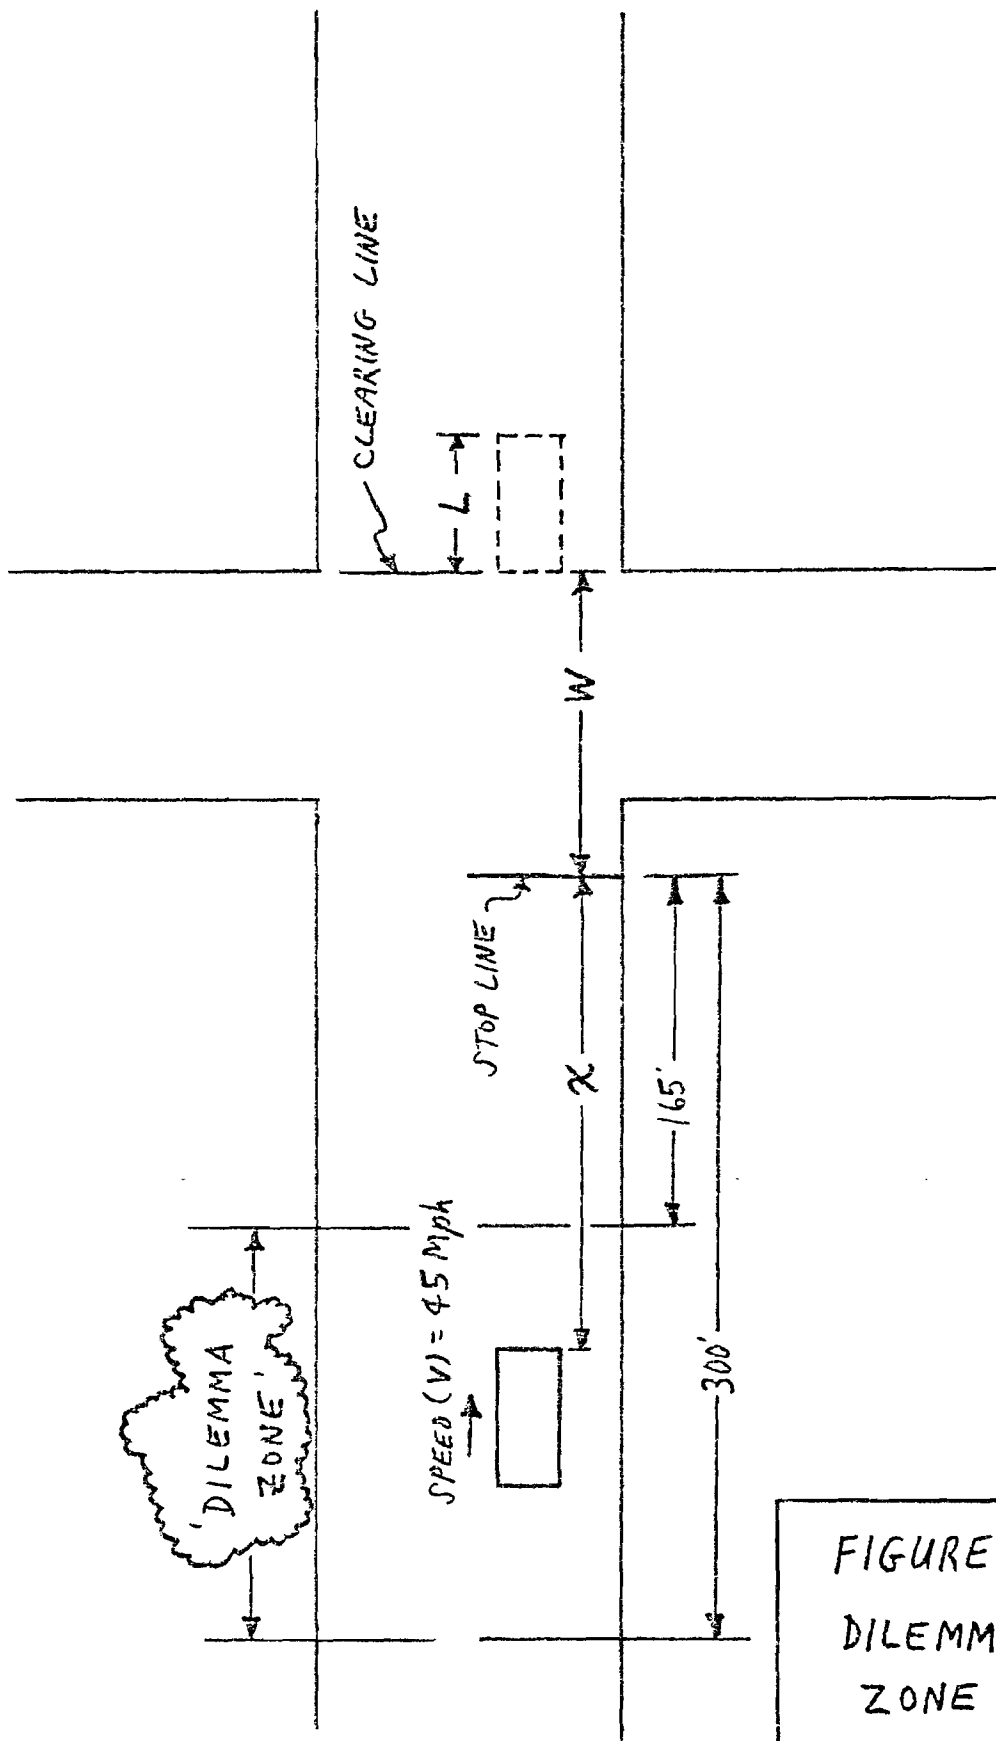 CLEARING LINE
L
W
STOP LINE
X
165'
300'
SPEED (V) = 45 Mph
'DILEMMA
ZONE'
FIGURE
DILEMM
ZONE